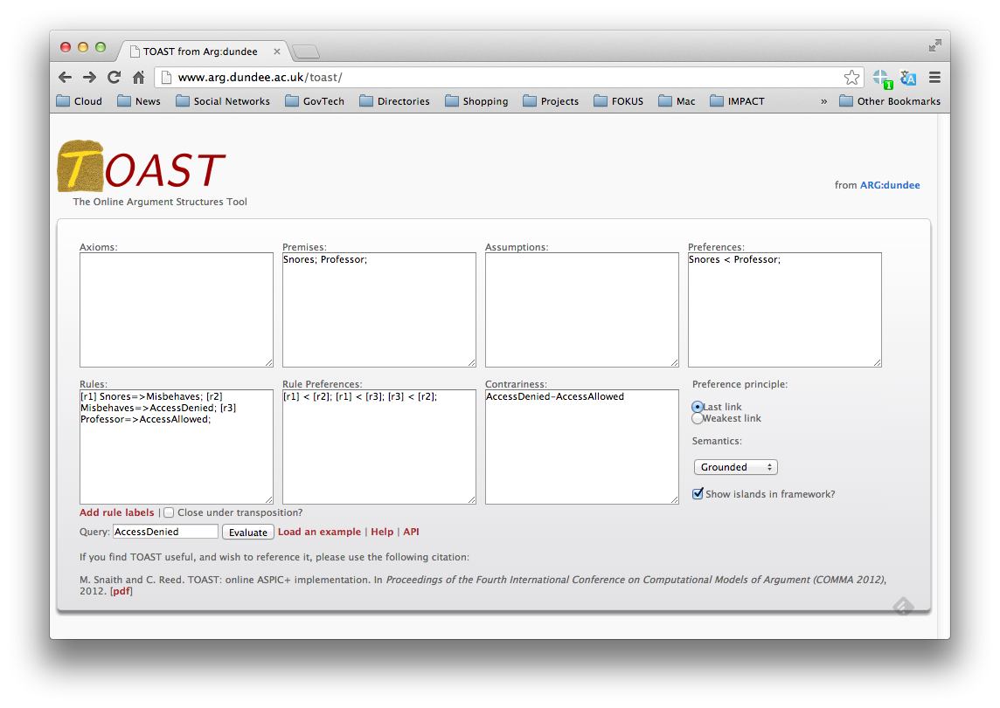 TOAST from Arg:dundee
www.arg.dundee.ac.uk/toast/
1
Cloud News Social Networks GovTech Directories Shopping Projects FOKUS Mac IMPACT » Other Bookmarks
TOAST
The Online Argument Structures Tool
from ARG:dundee
Axioms: Premises: Assumptions: Preferences:
Snores; Professor; Snores < Professor;
Rules: Rule Preferences: Contrariness: Preference principle:
[r1] Snores=>Misbehaves; [r2] [r1] < [r2]; [r1] < [r3]; [r3] < [r2]; AccessDenied-AccessAllowed
Misbehaves=>AccessDenied; [r3] Last link
Professor=>AccessAllowed; Weakest link
Semantics:
Grounded
Show islands in framework?
Add rule labels | Close under transposition?
Query: AccessDenied Evaluate Load an example | Help | API
If you find TOAST useful, and wish to reference it, please use the following citation:
M. Snaith and C. Reed. TOAST: online ASPIC+ implementation. In Proceedings of the Fourth International Conference on Computational Models of Argument (COMMA 2012),
2012. [pdf]